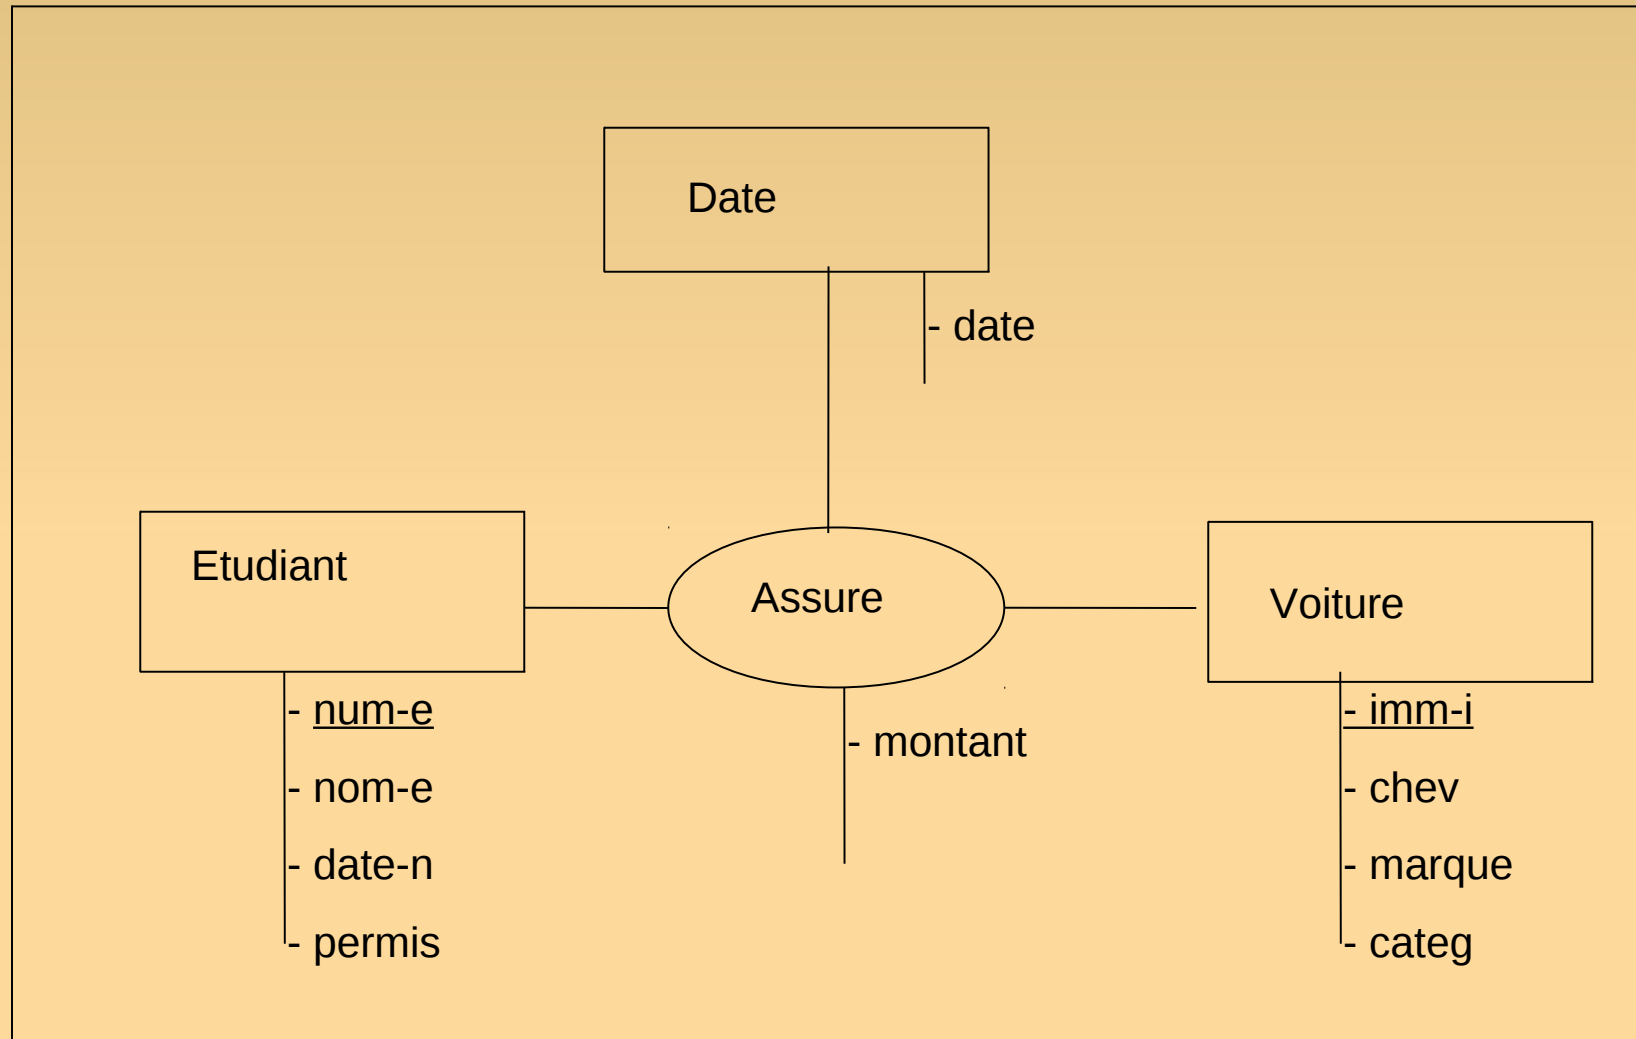 Date
- date
Etudiant
- num-e
- nom-e
- date-n
- permis
Assure
- montant
Voiture
- imm-i
- chev
- marque
- categ